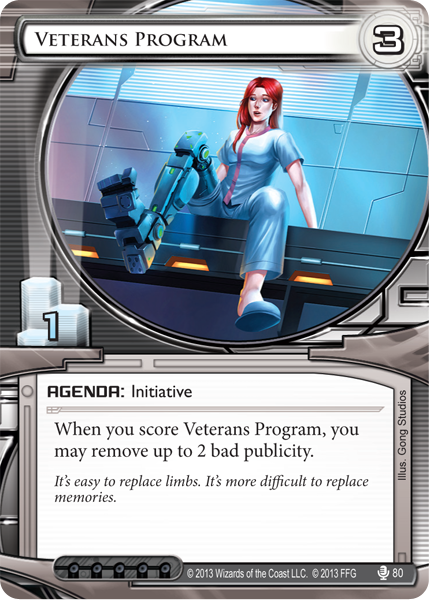 Veterans Program
3
1
AGENDA: Initiative
When you score Veterans Program, you
may remove up to 2 bad publicity.
It's easy to replace limbs. It's more difficult to replace
memories.
Illus. Gong Studios
© 2013 Wizards of the Coast LLC. © 2013 FFG
80